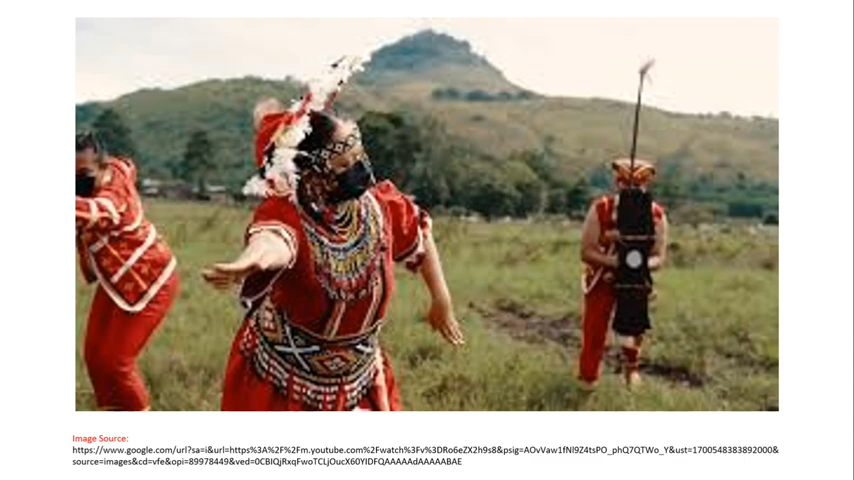 Image Source:
https://www.google.com/url?sa=i&url=https%3A%2F%2Fm.youtube.com%2Fwatch%3Fv%3DRo6eZX2h9s8&psig=AOvVaw1fNl9Z4tsPO_phQ7QTWo_Y&ust=1700548383892000&
source=images&cd=vfe&opi=89978449&ved=0CBIQjRxqFwoTCLjOucX60YIDFQAAAAAdAAAAABAE